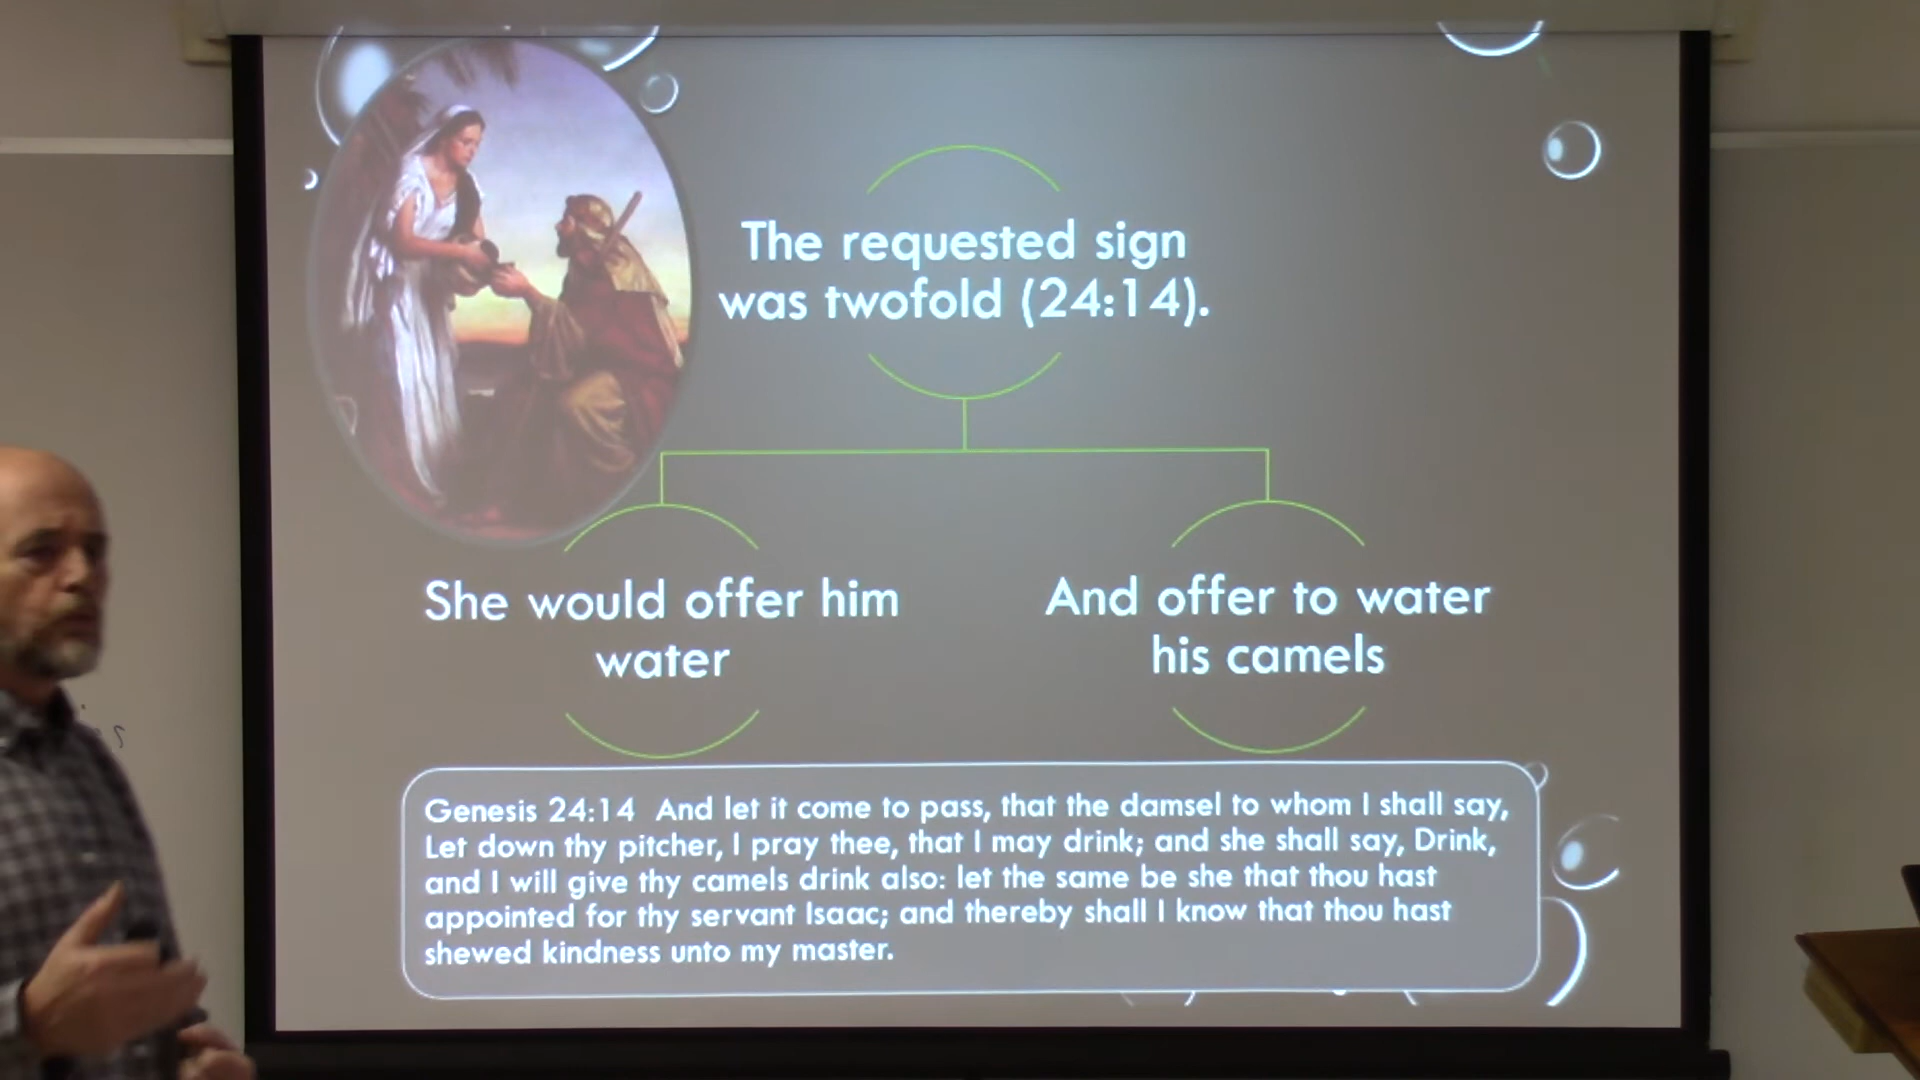 The requested sign
was twofold (24:14).
She would offer him
water
And offer to water
his camels
Genesis 24:14 And let it come to pass, that the damsel to whom I shall say,
Let down thy pitcher, I pray thee, that I may drink; and she shall say, Drink,
and I will give thy camels drink also: let the same be she that thou hast
appointed for thy servant Isaac; and thereby shall I know that thou hast
shewed kindness unto my master.